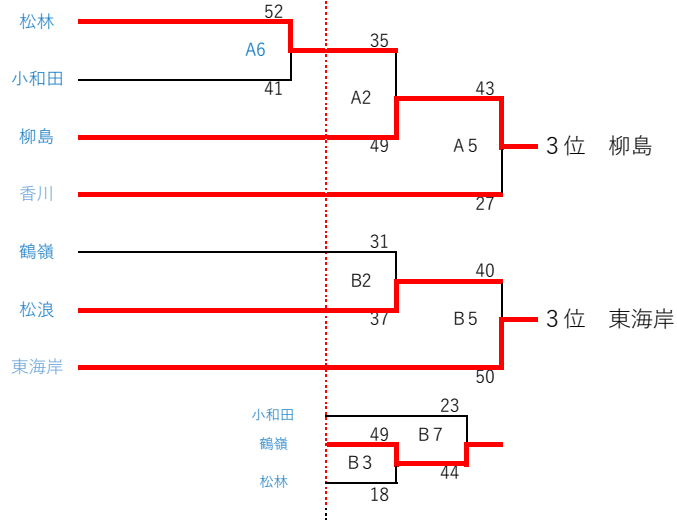 52
松林
35
A6
小和田
41
43
A2
柳島
49
A５
３位　柳島
香川
27
31
鶴嶺
40
B2
松浪
37
B５
３位　東海岸
東海岸
50
23
小和田
49
B７
鶴嶺
B３
44
松林
18